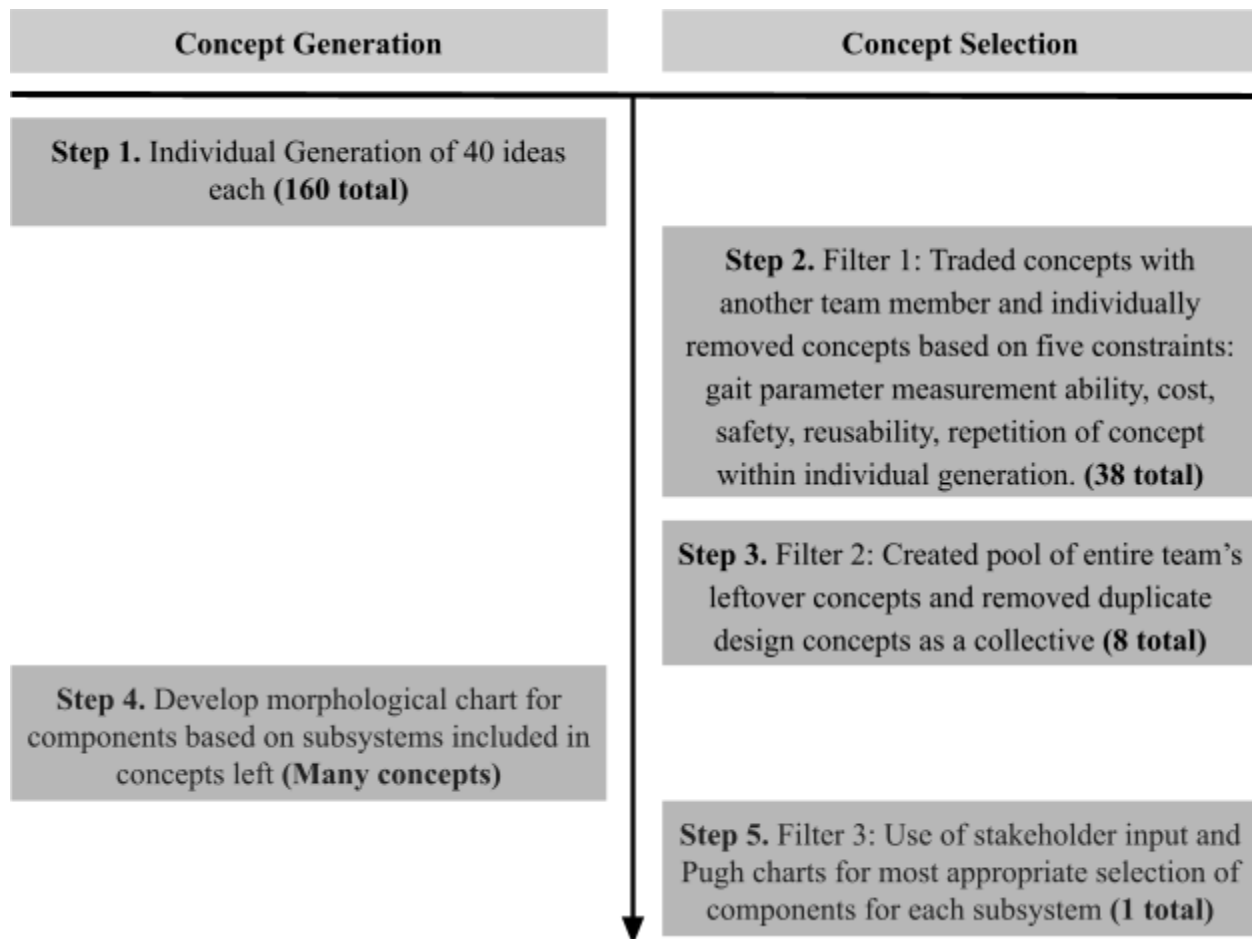 Concept Generation
Concept Selection
Step 1. Individual Generation of 40 ideas
each (160 total)
Step 2. Filter 1: Traded concepts with
another team member and individually
removed concepts based on five constraints:
gait parameter measurement ability, cost,
safety, reusability, repetition of concept
within individual generation. (38 total)
Step 3. Filter 2: Created pool of entire team’s
leftover concepts and removed duplicate
design concepts as a collective (8 total)
Step 4. Develop morphological chart for
components based on subsystems included in
concepts left (Many concepts)
Step 5. Filter 3: Use of stakeholder input and
Pugh charts for most appropriate selection of
components for each subsystem (1 total)